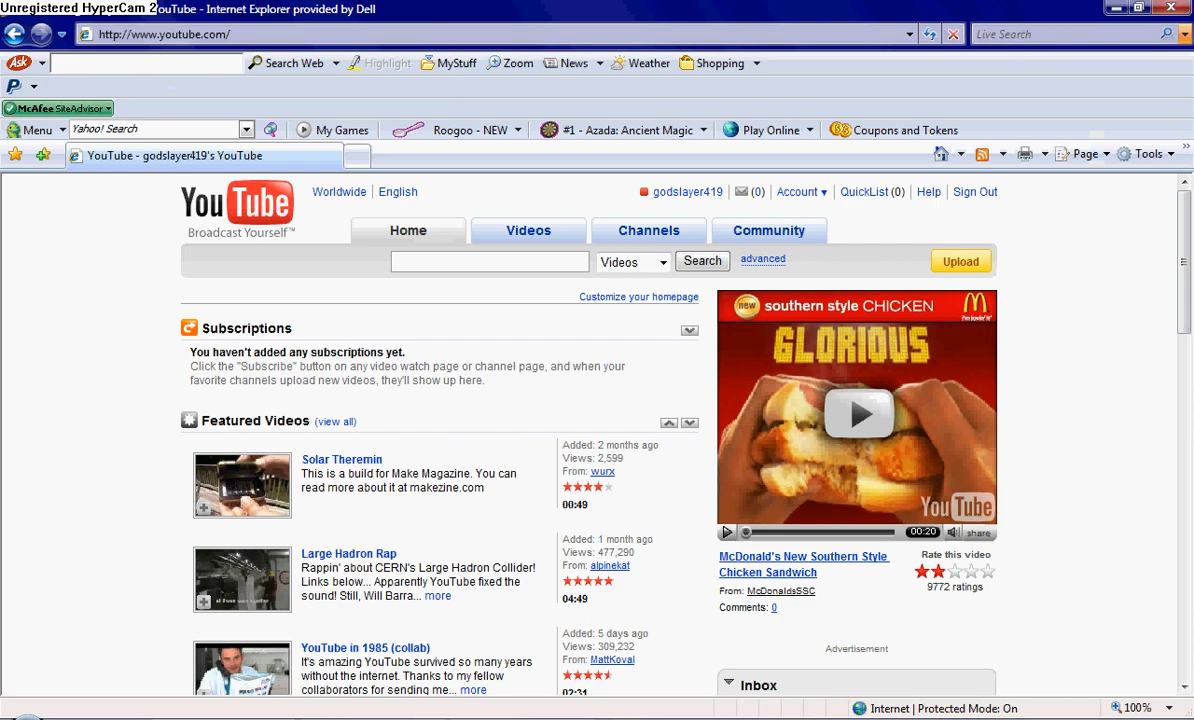 Unregistered HyperCam 2
ouTube - Internet Explorer provided by Dell
http://www.youtube.com/
Live Search
Ask
Search Web
Highlight
MyStuff
Zoom
News
Weather
Shopping
McAfee SiteAdvisor
Menu
Yahoo! Search
My Games
Roogoo - NEW
#1 - Azada: Ancient Magic
Play Online
Coupons and Tokens
YouTube - godslayer419's YouTube
Page
Tools
YouTube
Broadcast Yourself™
Worldwide
English
godslayer419
(0)
Account
QuickList (0)
Help
Sign Out
Home
Videos
Channels
Community
Videos
Search
advanced
Upload
Customize your homepage
Subscriptions
You haven't added any subscriptions yet.
Click the "Subscribe" button on any video watch page or channel page, and when your
favorite channels upload new videos, they'll show up here.
Featured Videos (view all)
Solar Theremin
This is a build for Make Magazine. You can
read more about it at makezine.com
Added: 2 months ago
Views: 2,599
From: wurx
00:49
Large Hadron Rap
Rappin' about CERN's Large Hadron Collider!
Links below... Apparently YouTube fixed the
sound! Still, Will Barra... more
Added: 1 month ago
Views: 477,290
From: alpinekat
04:49
YouTube in 1985 (collab)
It's amazing YouTube survived so many years
without the internet. Thanks to my fellow
collaborators for sending me... more
Added: 5 days ago
Views: 309,232
From: MattKoval
02:31
new southern style CHICKEN
i'm lovin' it
GLORIOUS
YouTube
00:20
share
McDonald's New Southern Style
Chicken Sandwich
From: McDonaldsSSC
Comments: 0
Rate this video
9772 ratings
Advertisement
Inbox
Internet | Protected Mode: On
100%